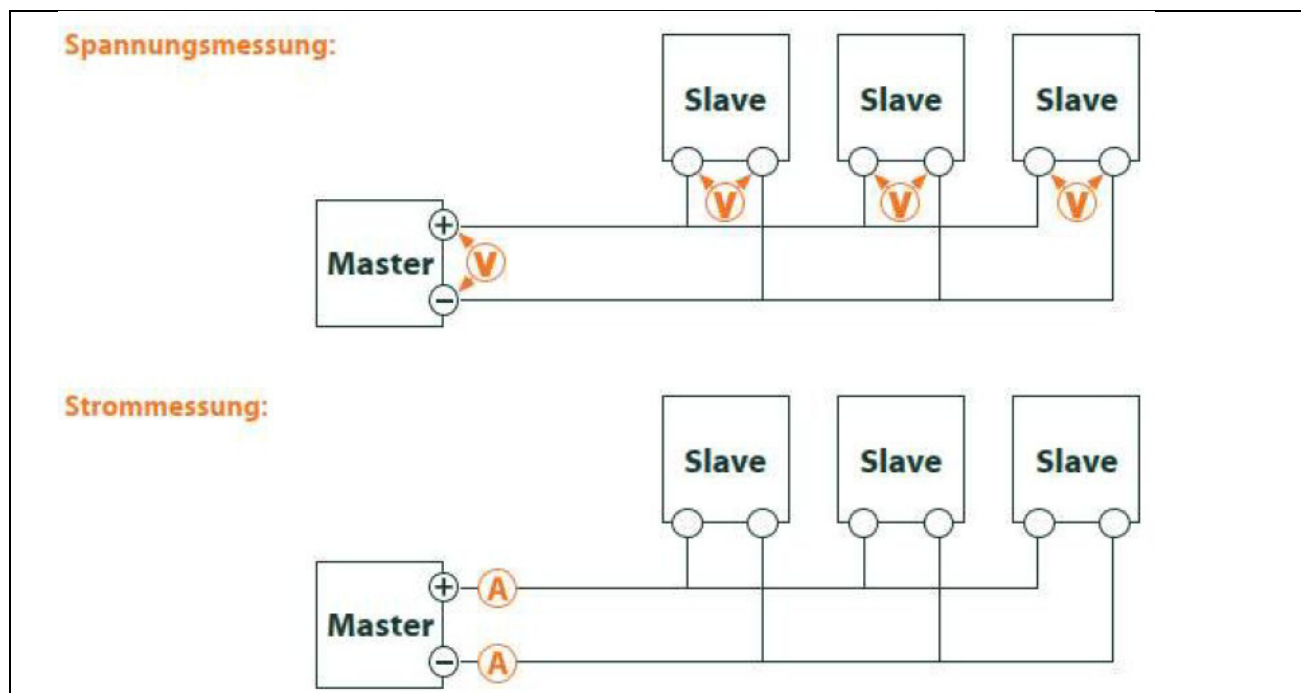 Spannungsmessung:
Slave Slave Slave
V V V
+
Master V
−
Strommessung:
Slave Slave Slave
+ A
Master
− A